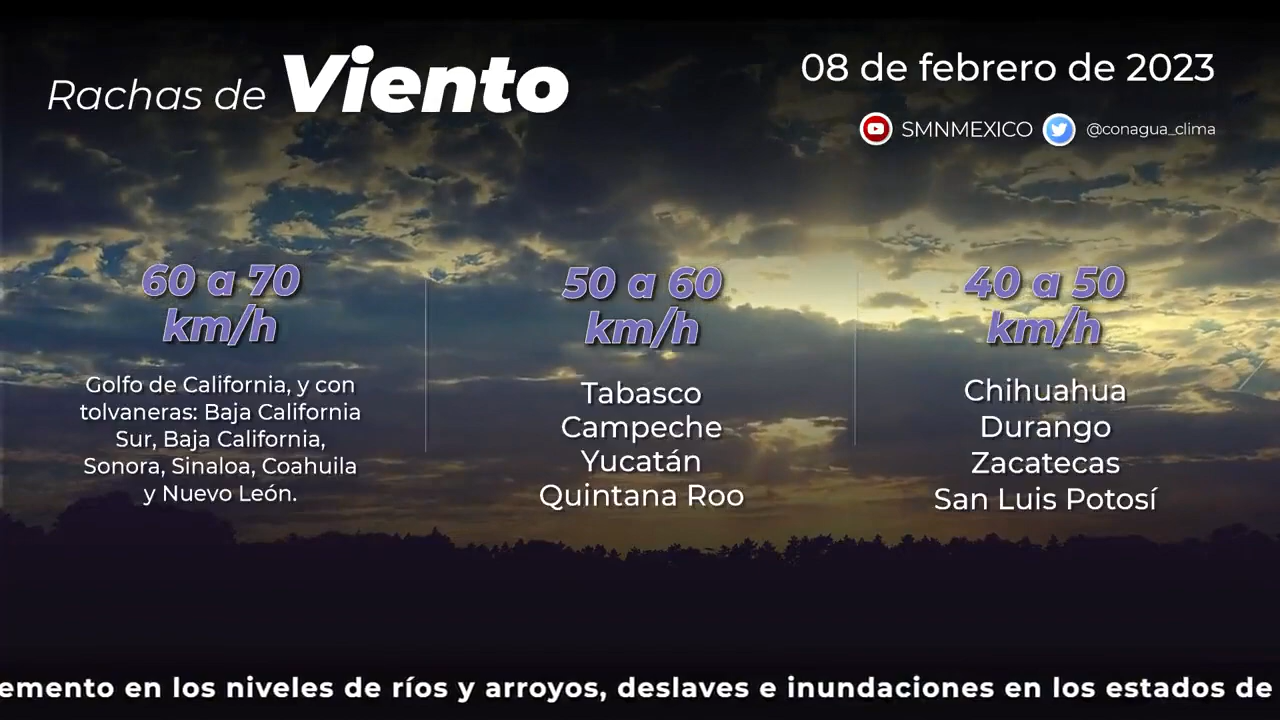 Rachas de Viento
08 de febrero de 2023
SMNMEXICO @conagua_clima
60 a 70
km/h
Golfo de California, y con
tolvaneras: Baja California
Sur, Baja California,
Sonora, Sinaloa, Coahuila
y Nuevo León.
50 a 60
km/h
Tabasco
Campeche
Yucatán
Quintana Roo
40 a 50
km/h
Chihuahua
Durango
Zacatecas
San Luis Potosí
emento en los niveles de ríos y arroyos, deslaves e inundaciones en los estados de